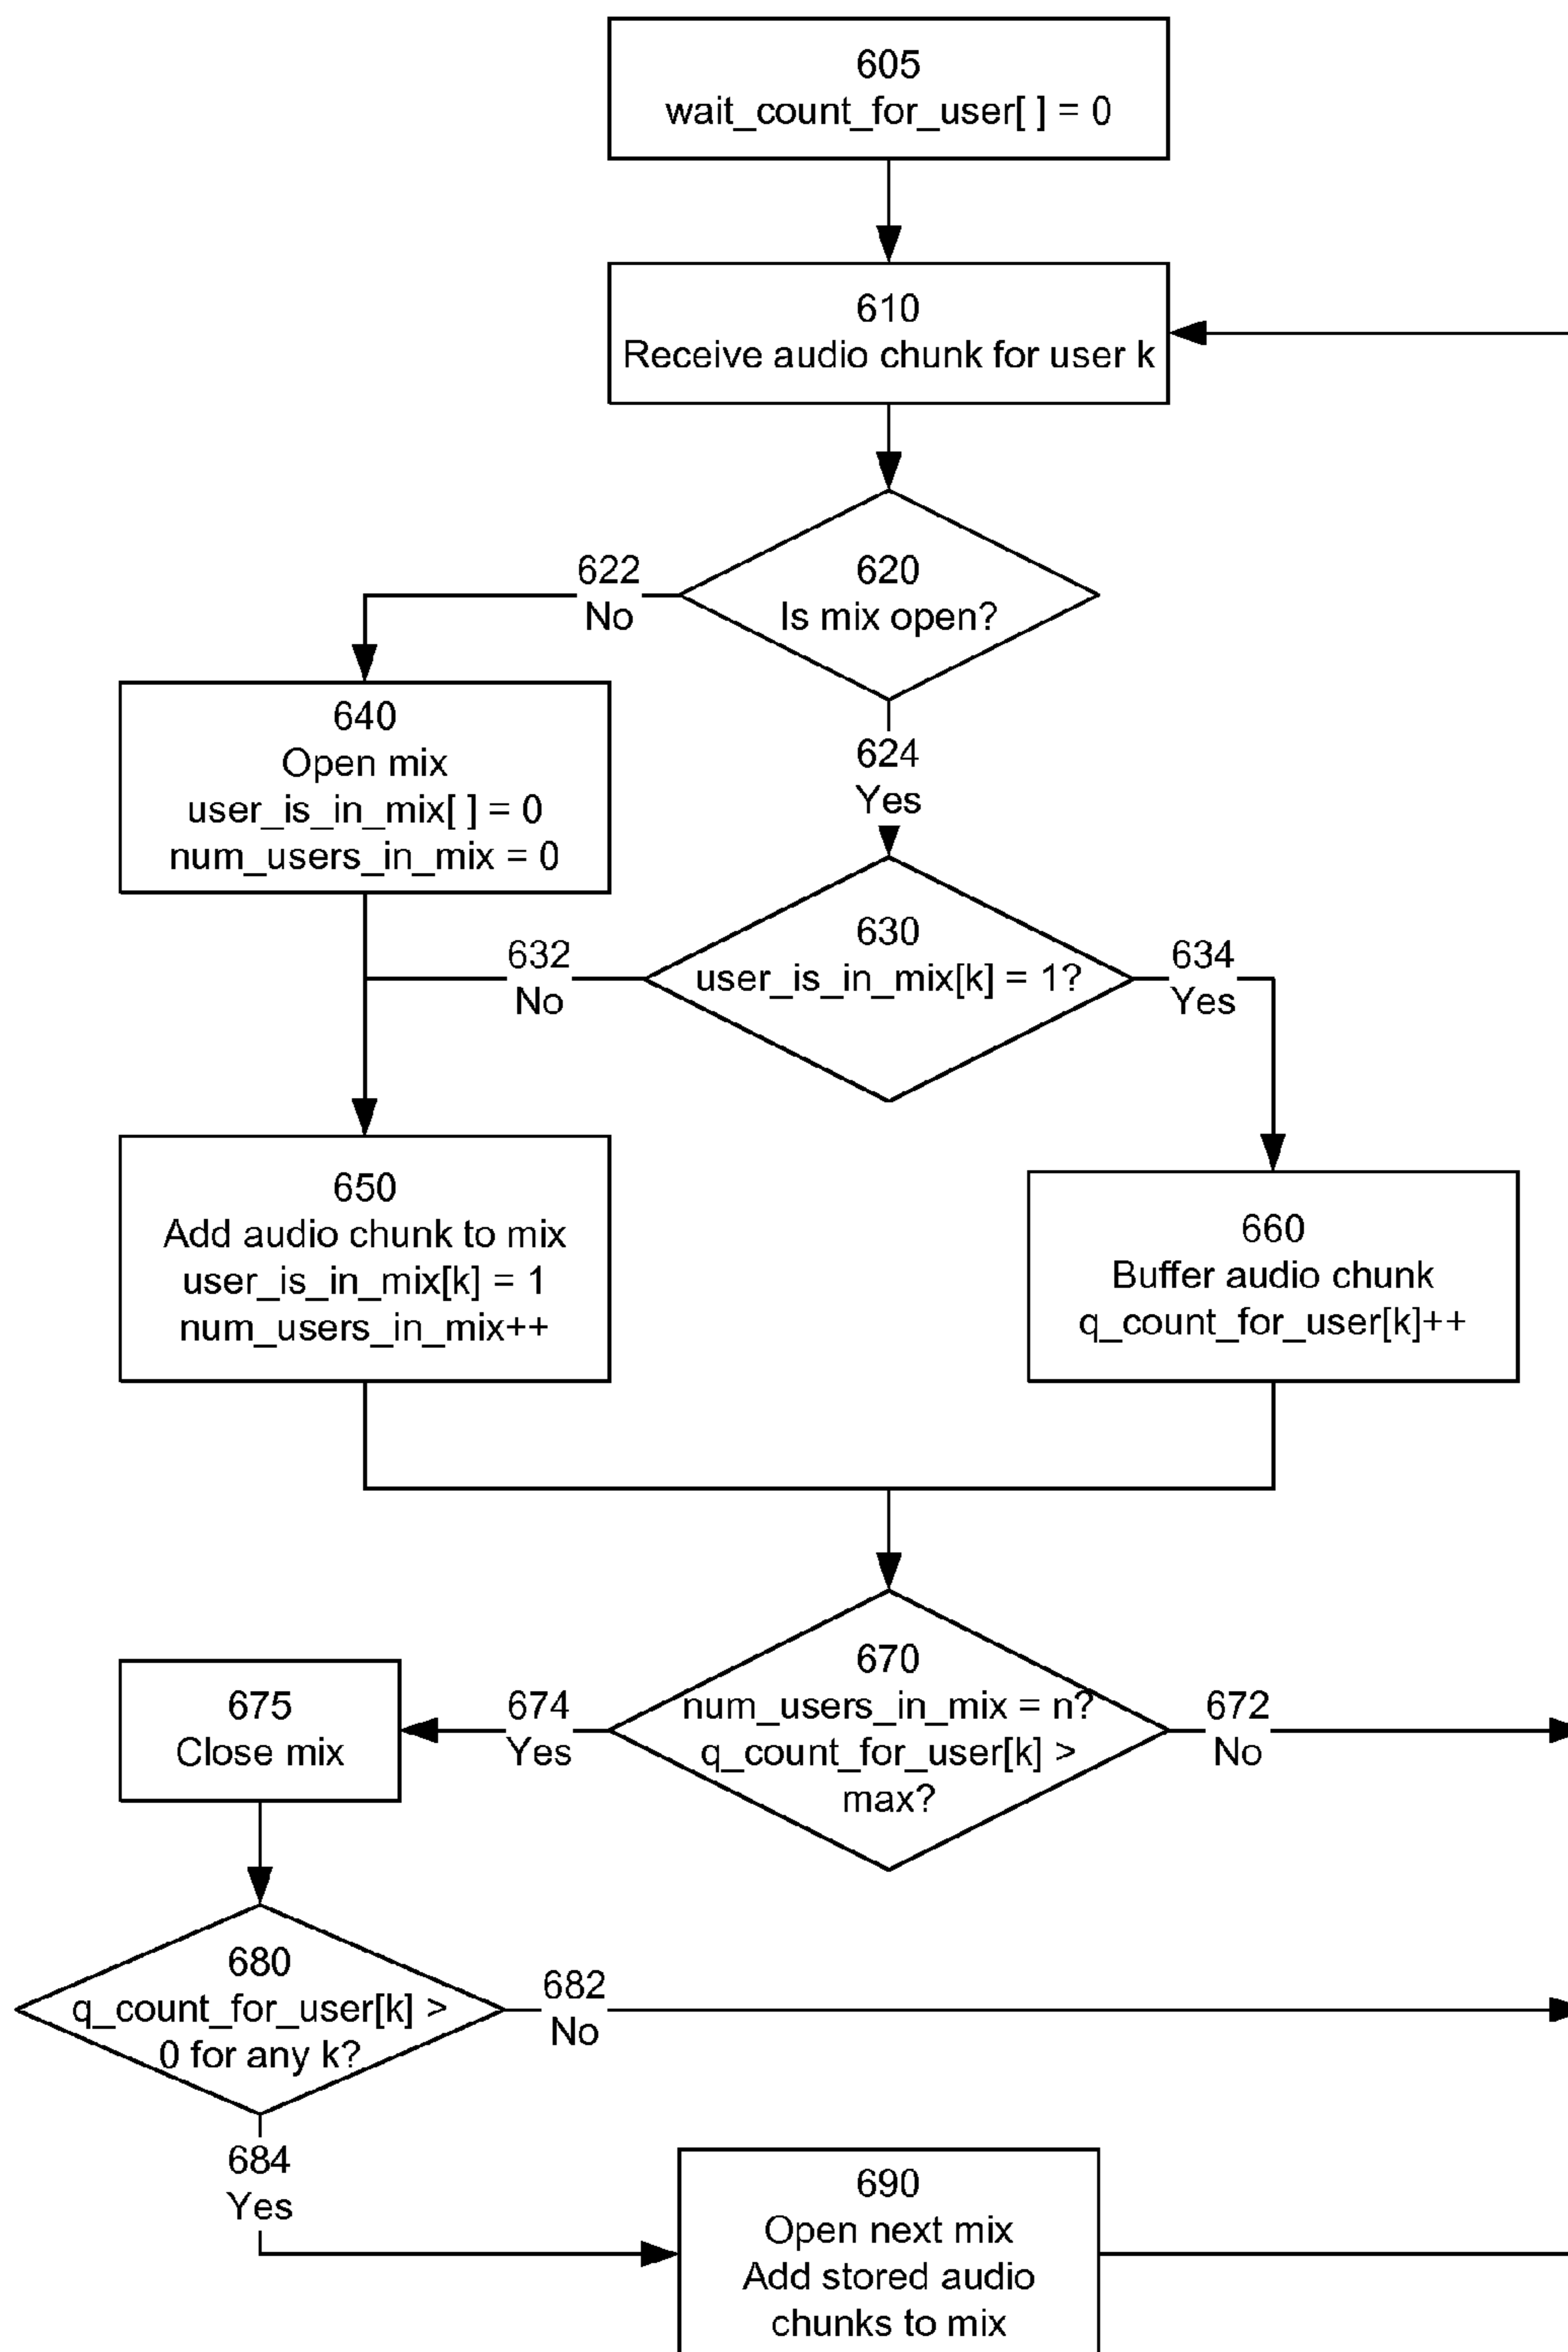 605
wait_count_for_user[ ] = 0
610
Receive audio chunk for user k
622
No
620
Is mix open?
640
Open mix
user_is_in_mix[ ] = 0
num_users_in_mix = 0
624
Yes
632
No
630
user_is_in_mix[k] = 1?
634
Yes
650
Add audio chunk to mix
user_is_in_mix[k] = 1
num_users_in_mix++
660
Buffer audio chunk
q_count_for_user[k]++
675
Close mix
674
Yes
670
num_users_in_mix = n?
q_count_for_user[k] >
max?
672
No
680
q_count_for_user[k] >
0 for any k?
682
No
684
Yes
690
Open next mix
Add stored audio
chunks to mix